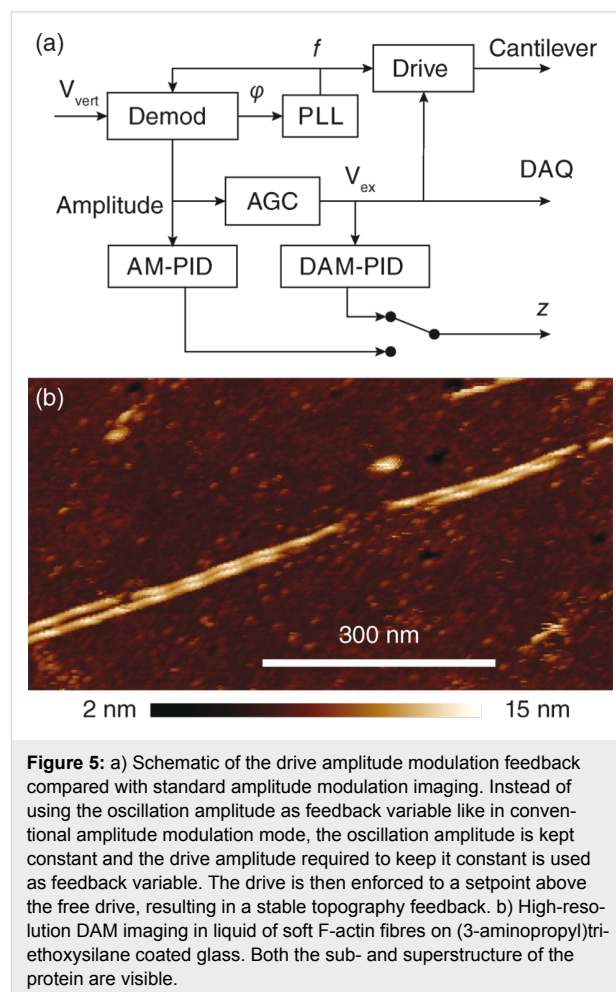 (a)
f
Cantilever
Drive
V_vert
Demod
φ
PLL
DAQ
V_ex
Amplitude
AGC
AM-PID
DAM-PID
z
(b)
300 nm
2 nm
15 nm
Figure 5: a) Schematic of the drive amplitude modulation feedback
compared with standard amplitude modulation imaging. Instead of
using the oscillation amplitude as feedback variable like in conven-
tional amplitude modulation mode, the oscillation amplitude is kept
constant and the drive amplitude required to keep it constant is used
as feedback variable. The drive is then enforced to a setpoint above
the free drive, resulting in a stable topography feedback. b) High-reso-
lution DAM imaging in liquid of soft F-actin fibres on (3-aminopropyl)tri-
ethoxysilane coated glass. Both the sub- and superstructure of the
protein are visible.